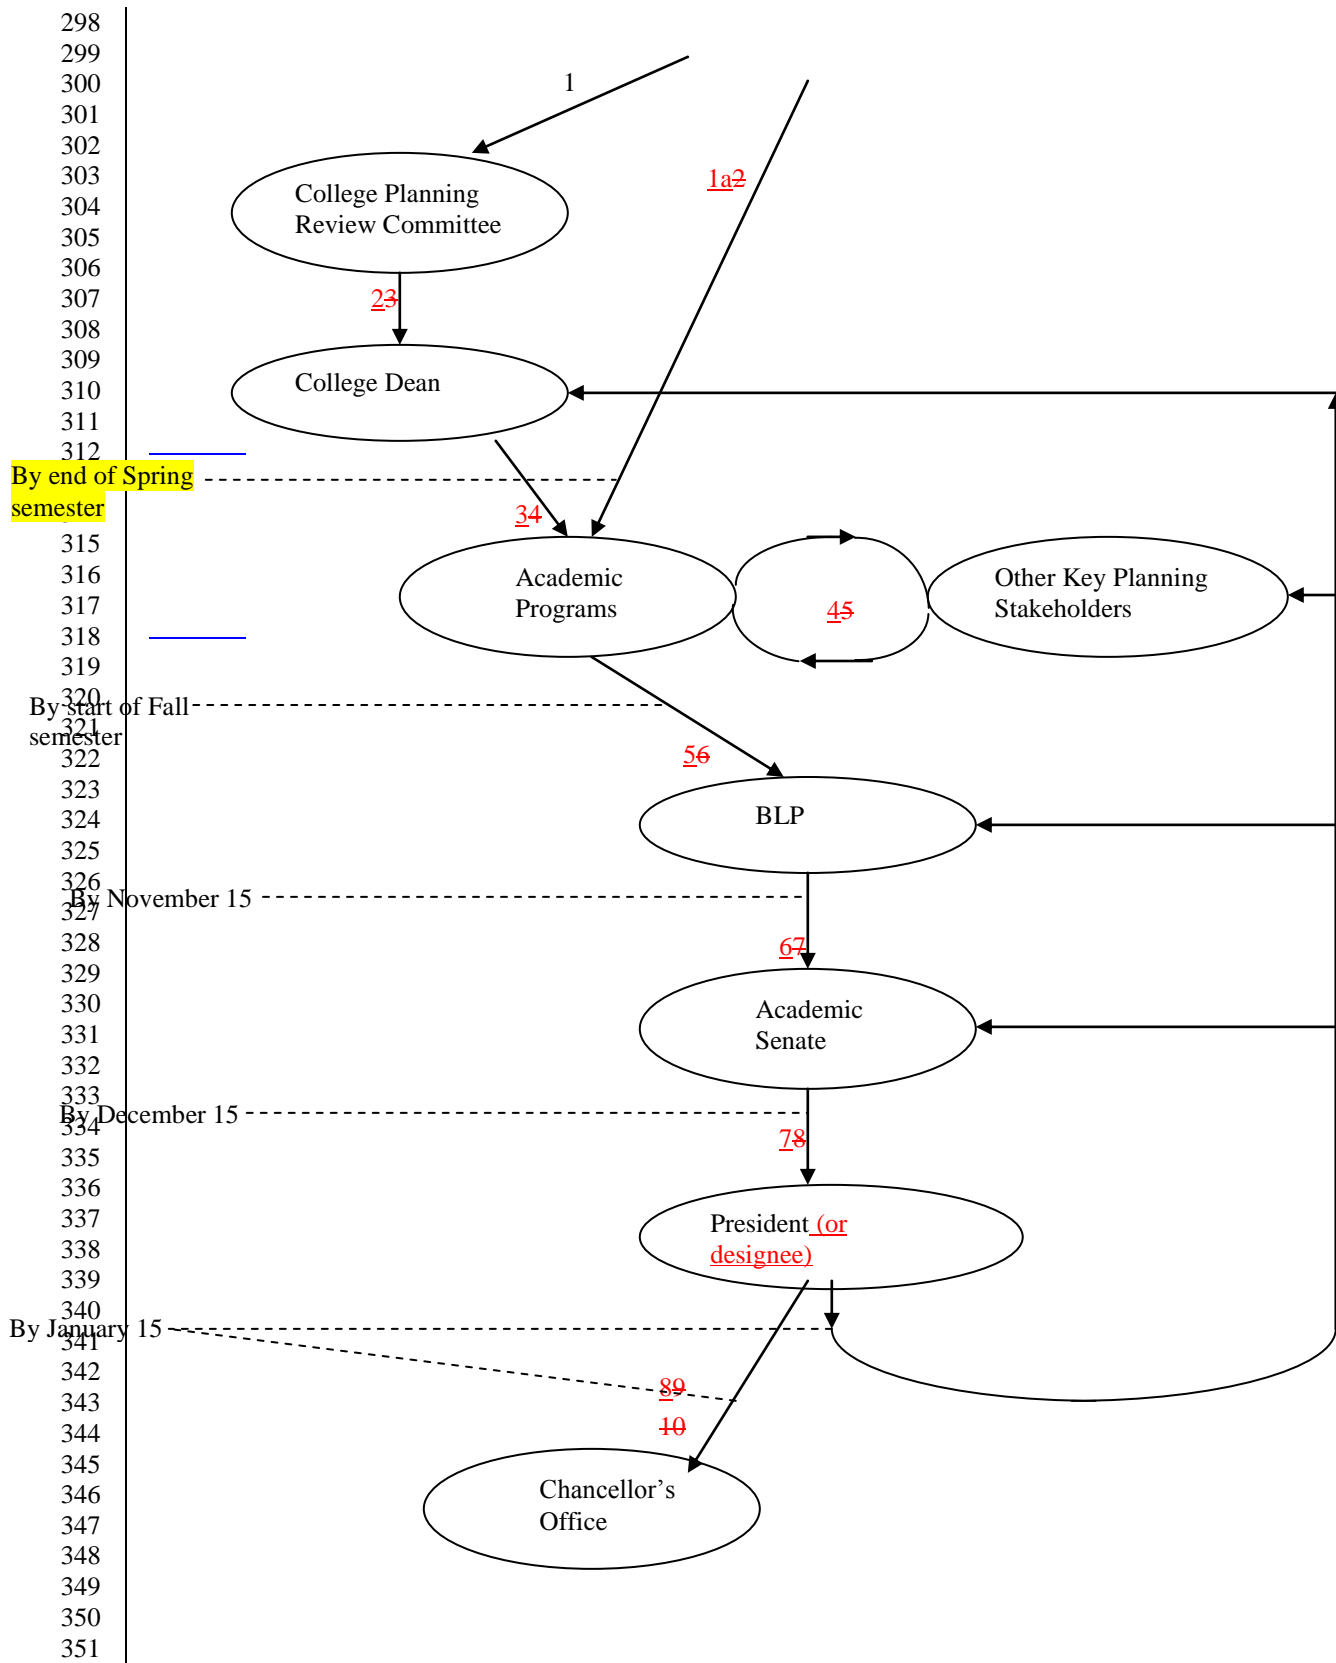 298
299
300
1
301
302
303
1a2
304
College Planning
Review Committee
305
306
307
23
308
309
310
College Dean
311
312
By end of Spring
semester
34
315
316
Academic
Programs
Other Key Planning
Stakeholders
317
45
318
319
320
By start of Fall
semester
321
322
56
323
324
BLP
325
326
By November 15
327
328
67
329
330
Academic
Senate
331
332
333
By December 15
334
335
78
336
337
President (or
designee)
338
339
340
By January 15
341
342
343
89
344
10
345
346
Chancellor’s
Office
347
348
349
350
351